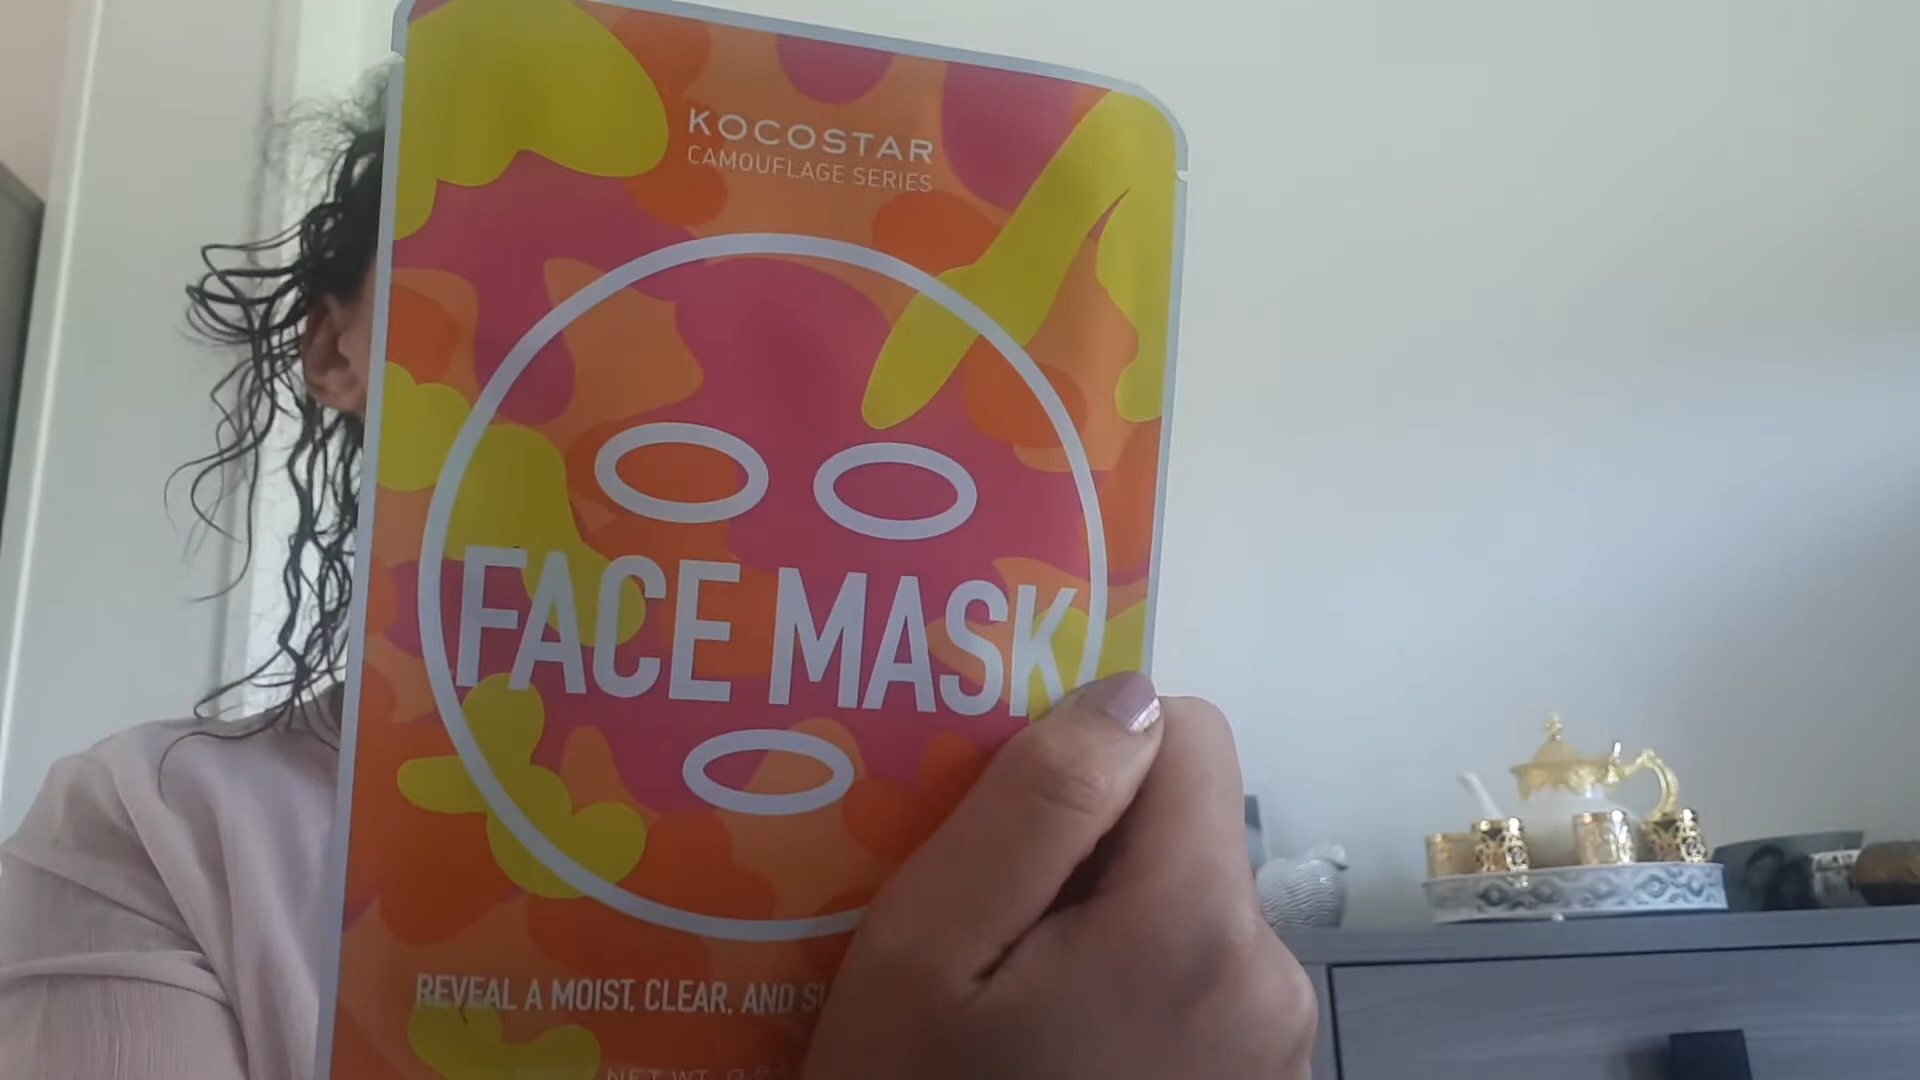 KOCOSTAR
CAMOUFLAGE SERIES
FACE MASK
REVEAL A MOIST, CLEAR, AND
NET WT.